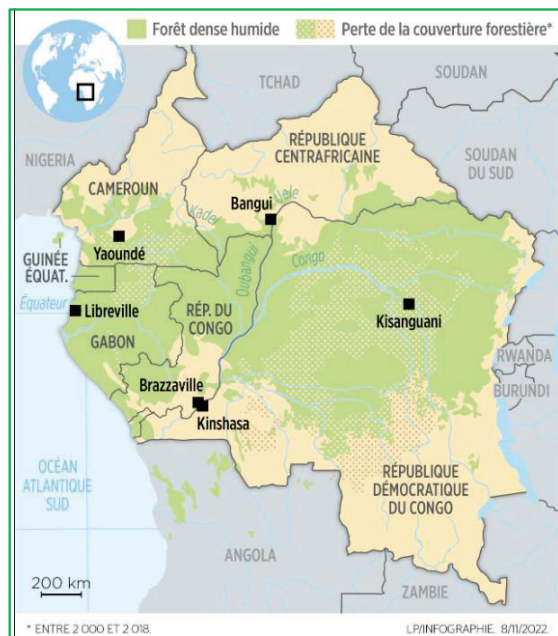 Forêt dense humide
Perte de la couverture forestière*
TCHAD
SOUDAN
NIGERIA
RÉPUBLIQUE
CENTRAFRICAINE
SOUDAN
DU SUD
CAMEROUN
Bangui
Uele
Kadei
Yaoundé
Oubangui
Congo
GUINÉE
ÉQUAT.
Équateur
Libreville
RÉP. DU
CONGO
Kisanguani
GABON
RWANDA
BURUNDI
Brazzaville
Kinshasa
OCÉAN
ATLANTIQUE
SUD
RÉPUBLIQUE
DÉMOCRATIQUE
DU CONGO
ANGOLA
200 km
ZAMBIE
* ENTRE 2 000 ET 2 018.
LP/INFOGRAPHIE. 8/11/2022